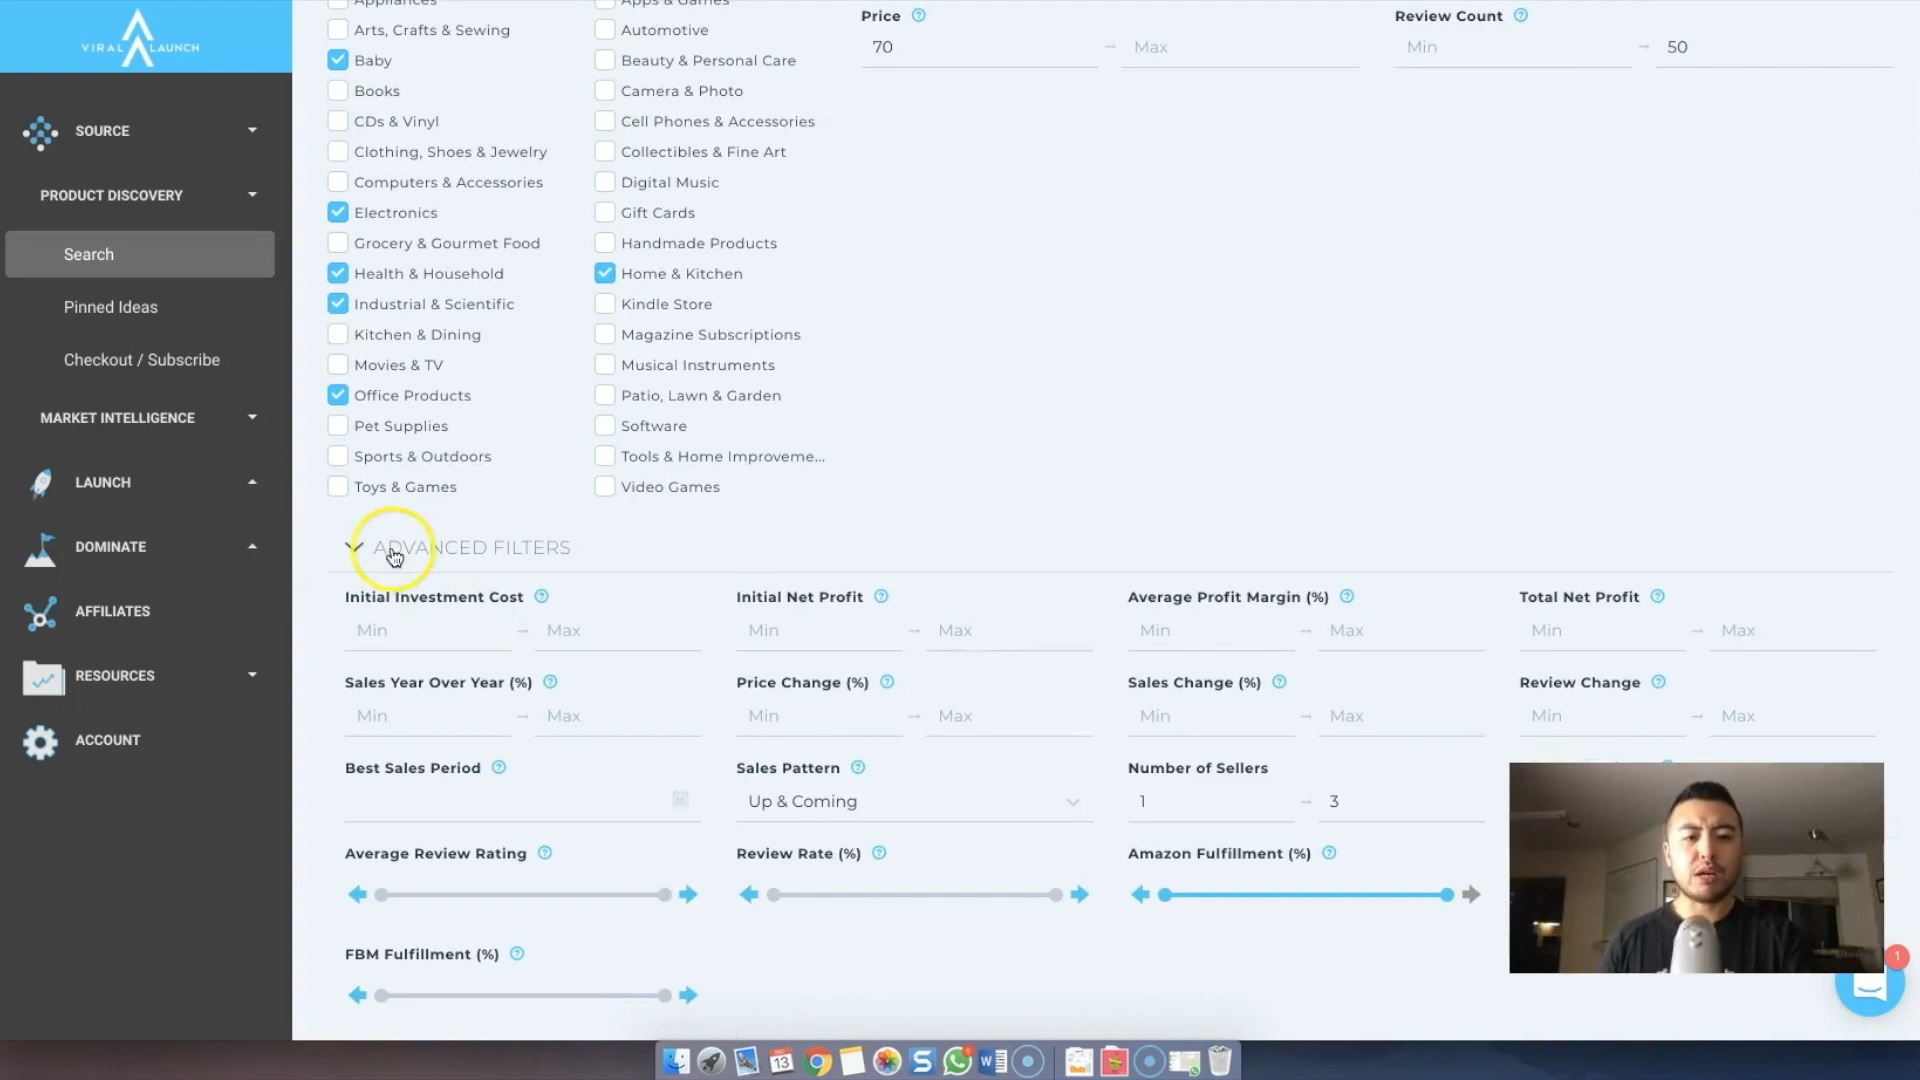 VIRAL LAUNCH
SOURCE
PRODUCT DISCOVERY
Search
Pinned Ideas
Checkout / Subscribe
MARKET INTELLIGENCE
LAUNCH
DOMINATE
AFFILIATES
RESOURCES
ACCOUNT
Appliances
Apps & Games
Arts, Crafts & Sewing
Automotive
Baby
Beauty & Personal Care
Books
Camera & Photo
CDs & Vinyl
Cell Phones & Accessories
Clothing, Shoes & Jewelry
Collectibles & Fine Art
Computers & Accessories
Digital Music
Electronics
Gift Cards
Grocery & Gourmet Food
Handmade Products
Health & Household
Home & Kitchen
Industrial & Scientific
Kindle Store
Kitchen & Dining
Magazine Subscriptions
Movies & TV
Musical Instruments
Office Products
Patio, Lawn & Garden
Pet Supplies
Software
Sports & Outdoors
Tools & Home Improveme...
Toys & Games
Video Games
Price
70 → Max
Review Count
Min → 50
ADVANCED FILTERS
Initial Investment Cost
Min → Max
Initial Net Profit
Min → Max
Average Profit Margin (%)
Min → Max
Total Net Profit
Min → Max
Sales Year Over Year (%)
Min → Max
Price Change (%)
Min → Max
Sales Change (%)
Min → Max
Review Change
Min → Max
Best Sales Period
Sales Pattern
Up & Coming
Number of Sellers
1 → 3
Average Review Rating
Review Rate (%)
Amazon Fulfillment (%)
FBM Fulfillment (%)
1
DEC
13
S
W